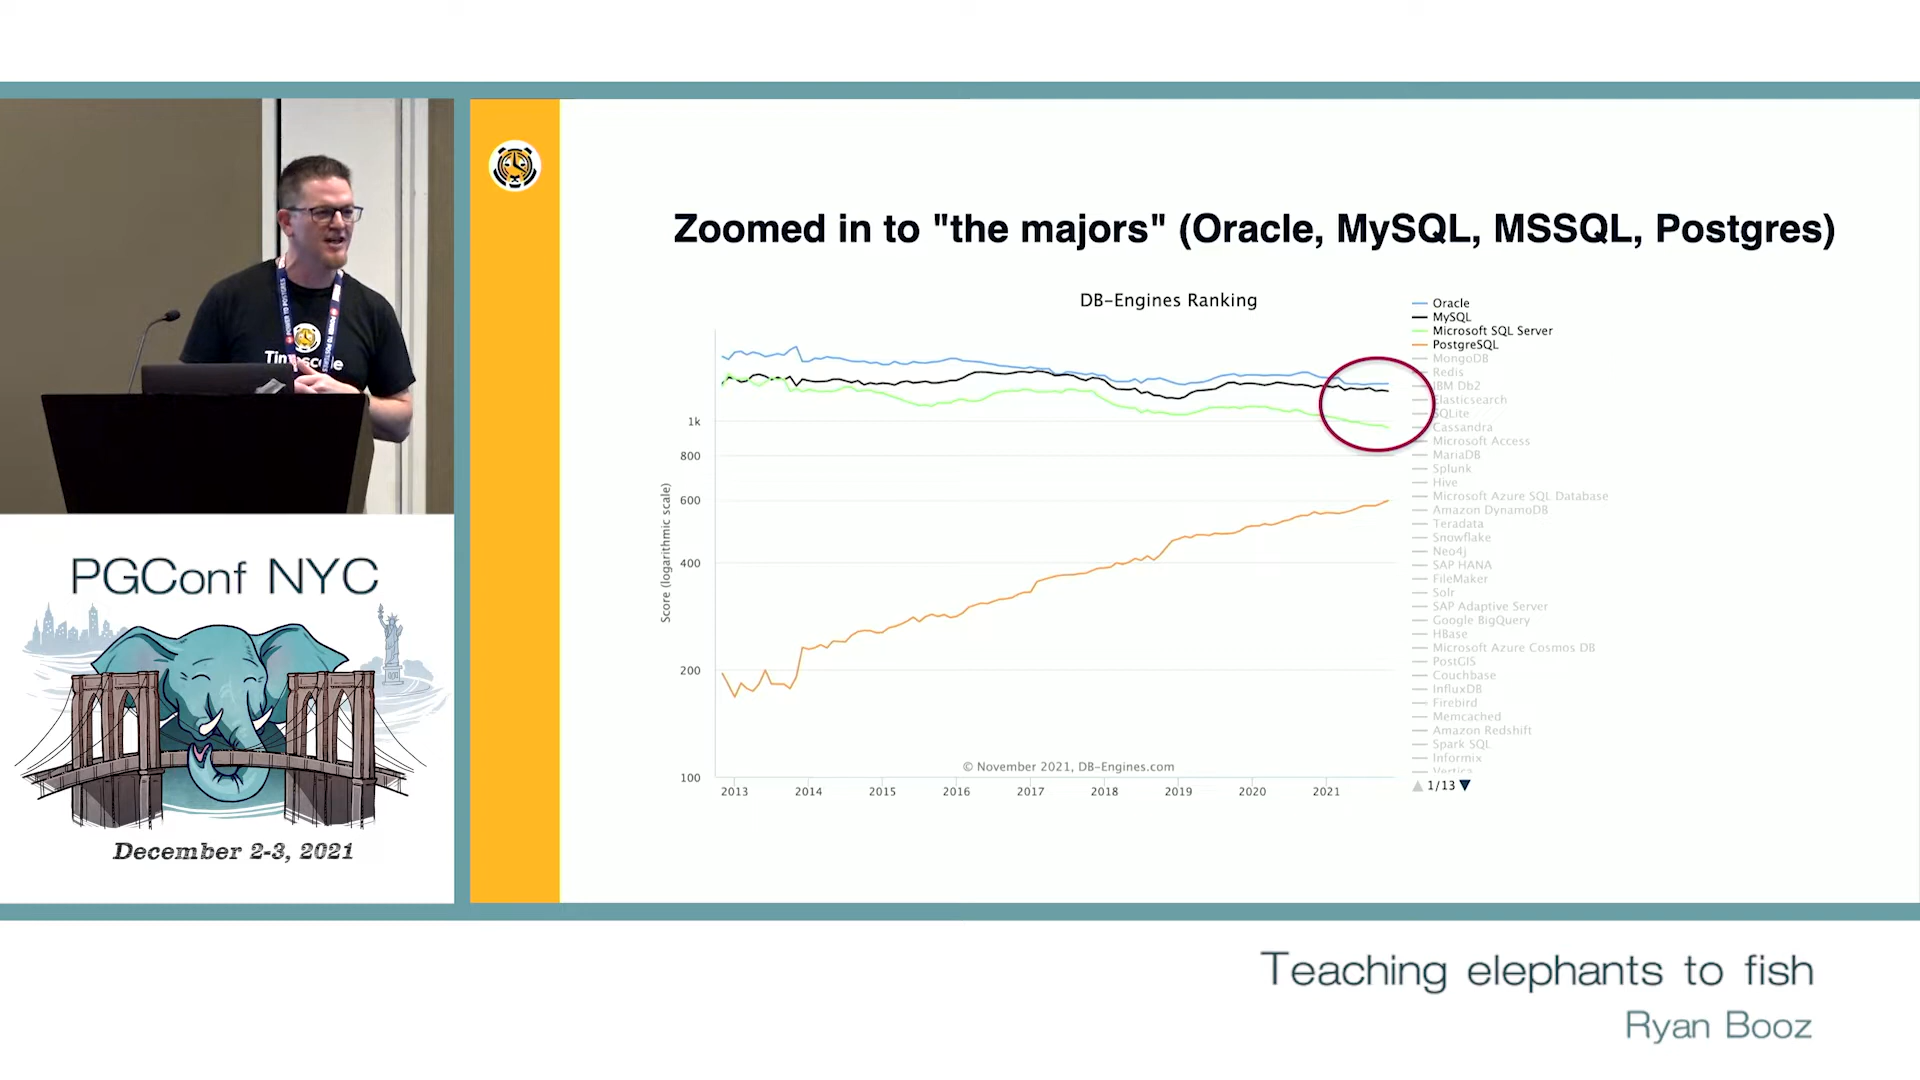 Zoomed in to "the majors" (Oracle, MySQL, MSSQL, Postgres)
DB-Engines Ranking
Oracle
MySQL
Microsoft SQL Server
PostgreSQL
MongoDB
Redis
IBM Db2
Elasticsearch
SQLite
Cassandra
Microsoft Access
MariaDB
Splunk
Hive
Microsoft Azure SQL Database
Amazon DynamoDB
Teradata
Snowflake
Neo4j
SAP HANA
FileMaker
Solr
SAP Adaptive Server
Google BigQuery
HBase
Microsoft Azure Cosmos DB
PostGIS
Couchbase
InfluxDB
Firebird
Memcached
Amazon Redshift
Spark SQL
Informix
Vertica
1/13
Score (logarithmic scale)
1k
800
600
400
200
100
© November 2021, DB-Engines.com
2013 2014 2015 2016 2017 2018 2019 2020 2021
PGConf NYC
December 2-3, 2021
Teaching elephants to fish
Ryan Booz